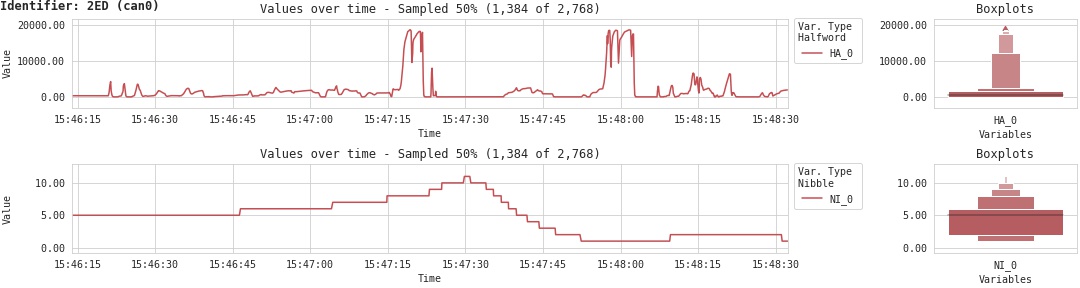 Identifier: 2ED (can0)
Values over time - Sampled 50% (1,384 of 2,768)
Value
20000.00
10000.00
0.00
15:46:15 15:46:30 15:46:45 15:47:00 15:47:15 15:47:30 15:47:45 15:48:00 15:48:15 15:48:30
Time
Var. Type
Halfword
HA_0
Boxplots
20000.00
10000.00
0.00
HA_0
Variables
Values over time - Sampled 50% (1,384 of 2,768)
Value
10.00
5.00
0.00
15:46:15 15:46:30 15:46:45 15:47:00 15:47:15 15:47:30 15:47:45 15:48:00 15:48:15 15:48:30
Time
Var. Type
Nibble
NI_0
Boxplots
10.00
5.00
0.00
NI_0
Variables